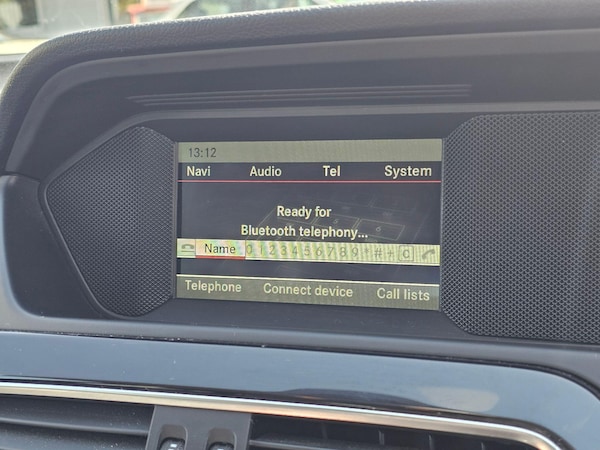 13:12
Navi Audio Tel System
Ready for
Bluetooth telephony...
Name 0 1 2 3 4 5 6 7 8 9 * # + C
Telephone Connect device Call lists